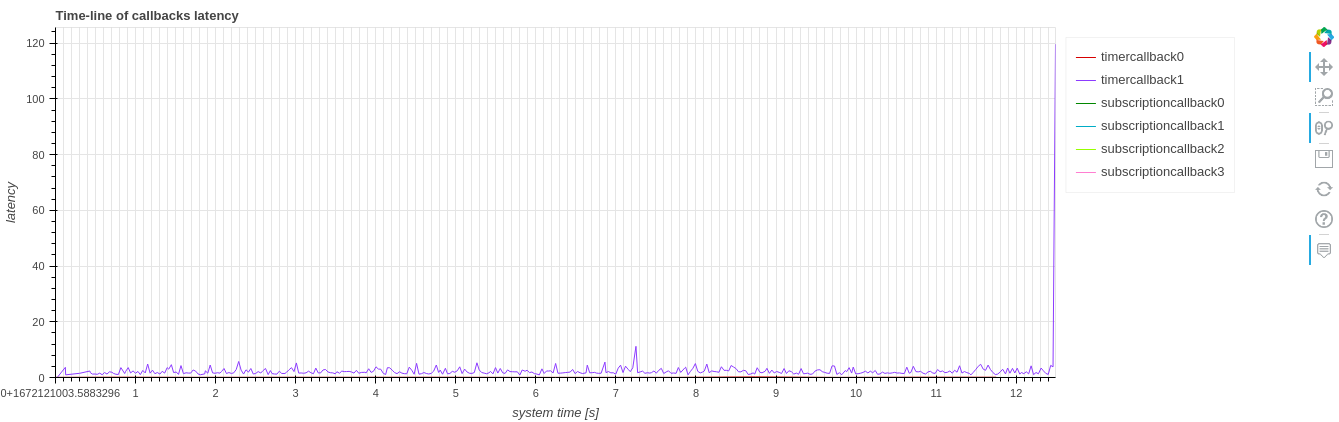 Time-line of callbacks latency
120
100
80
60
40
20
0
latency
0+1672121003.5883296 1 2 3 4 5 6 7 8 9 10 11 12
system time [s]
timercallback0
timercallback1
subscriptioncallback0
subscriptioncallback1
subscriptioncallback2
subscriptioncallback3